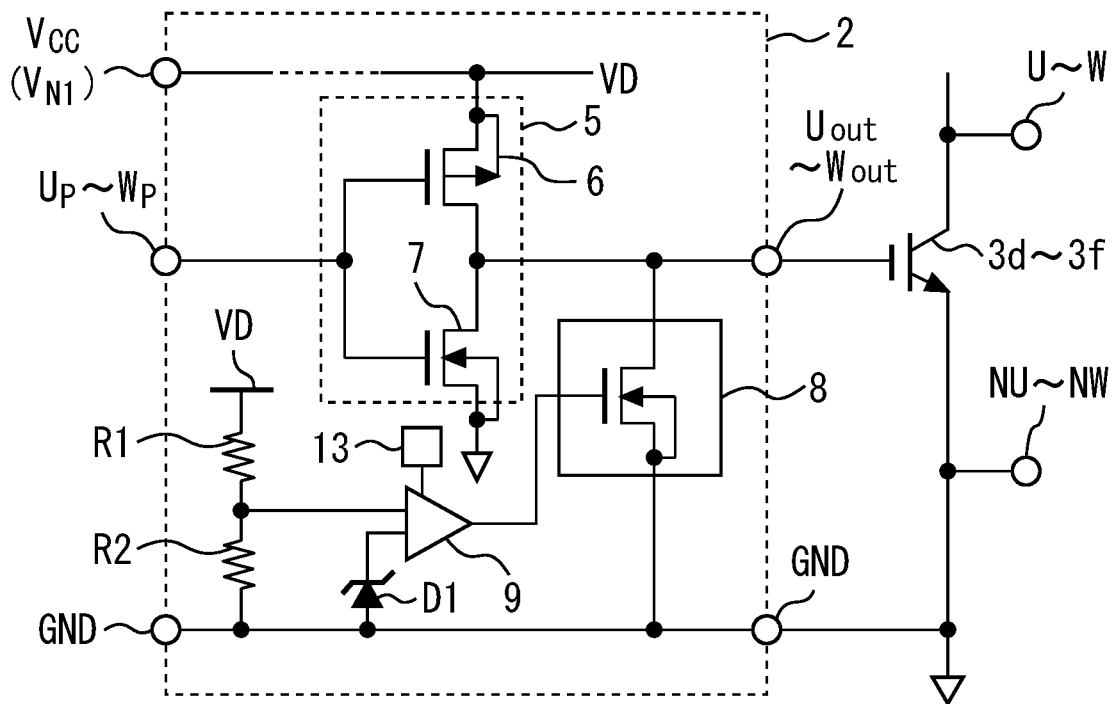 V_CC
(V_N1)
2
VD
U～W
5
U_out
～W_out
6
U_P～W_P
7
3d～3f
VD
8
NU～NW
R1
13
R2
D1
9
GND
GND